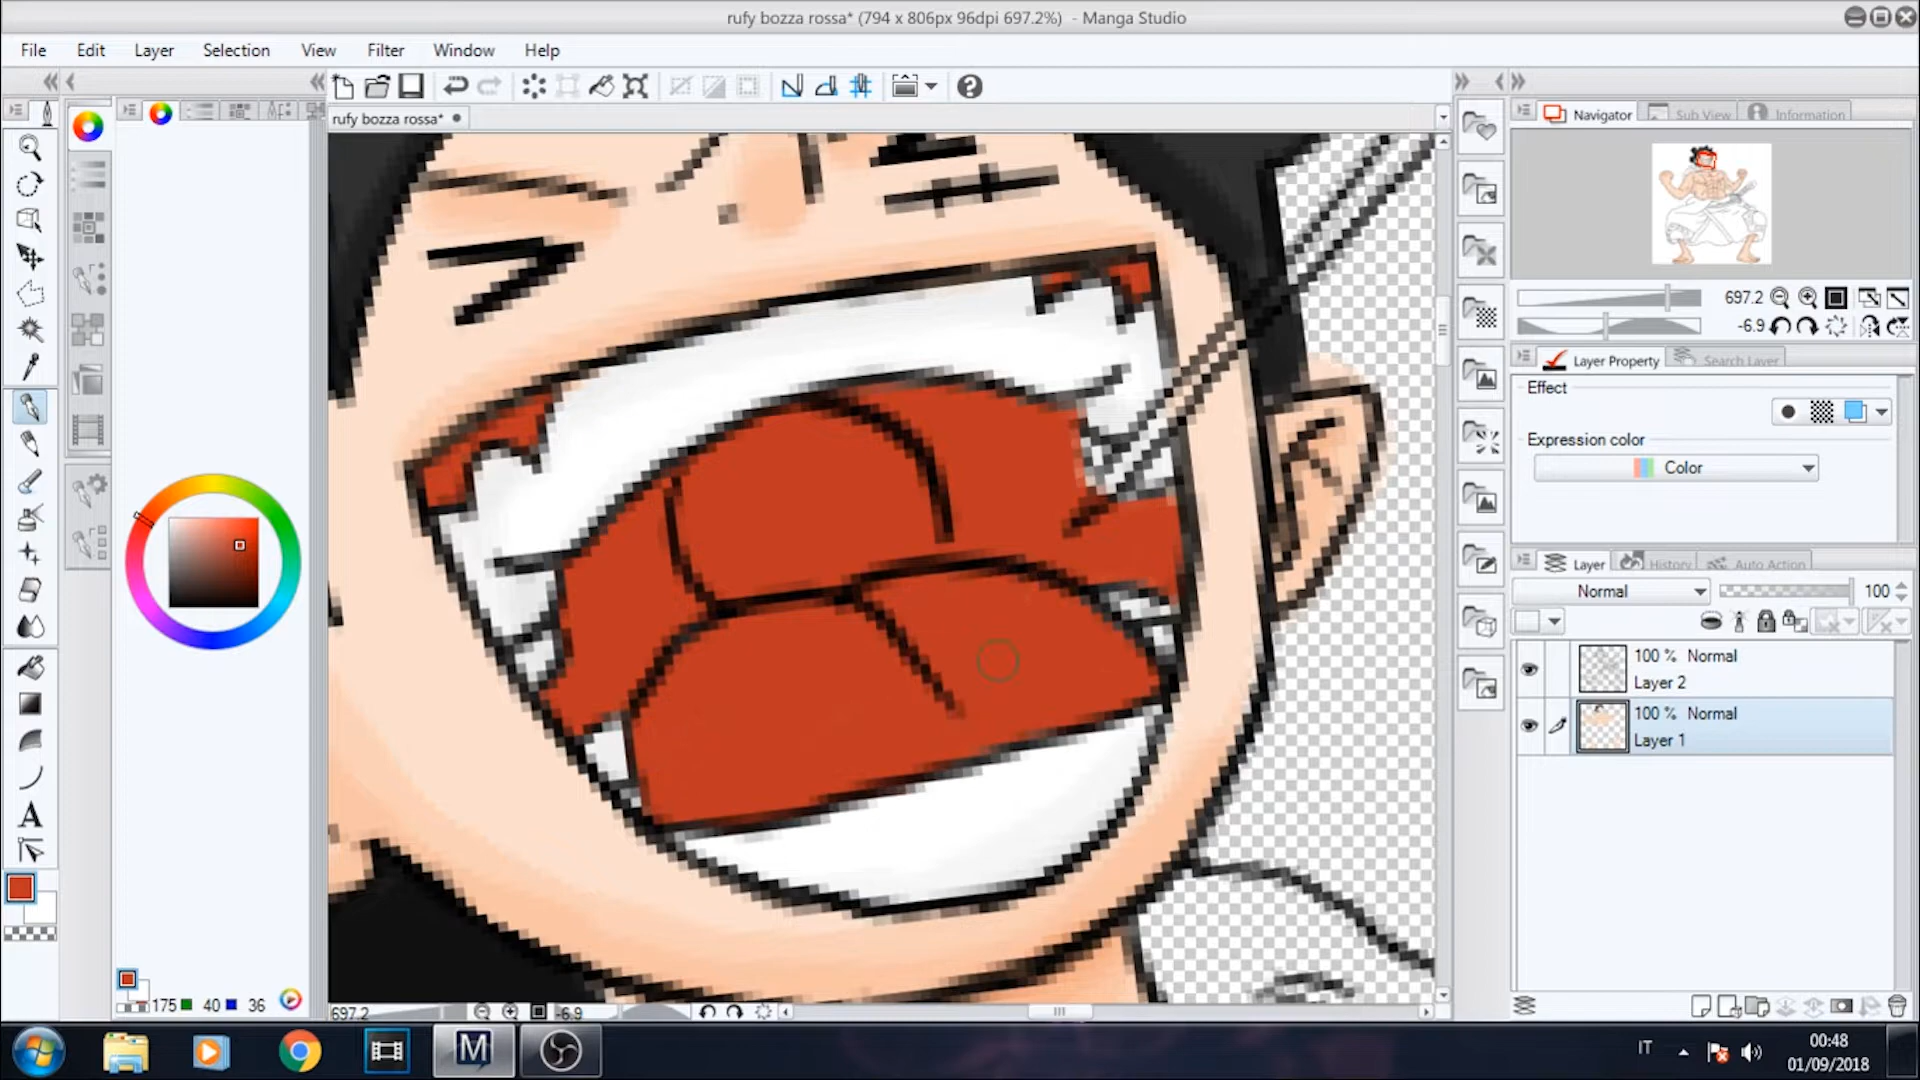 rufy bozza rossa* (794 x 806px 96dpi 697.2%) - Manga Studio
File Edit Layer Selection View Filter Window Help
rufy bozza rossa*
Navigator Sub View Information
697.2
-6.9
Layer Property Search Layer
Effect
Expression color
Color
Layer History Auto Action
Normal 100
100 % Normal
Layer 2
100 % Normal
Layer 1
A
175 40 36
697.2 -6.9
M
IT
00:48
01/09/2018